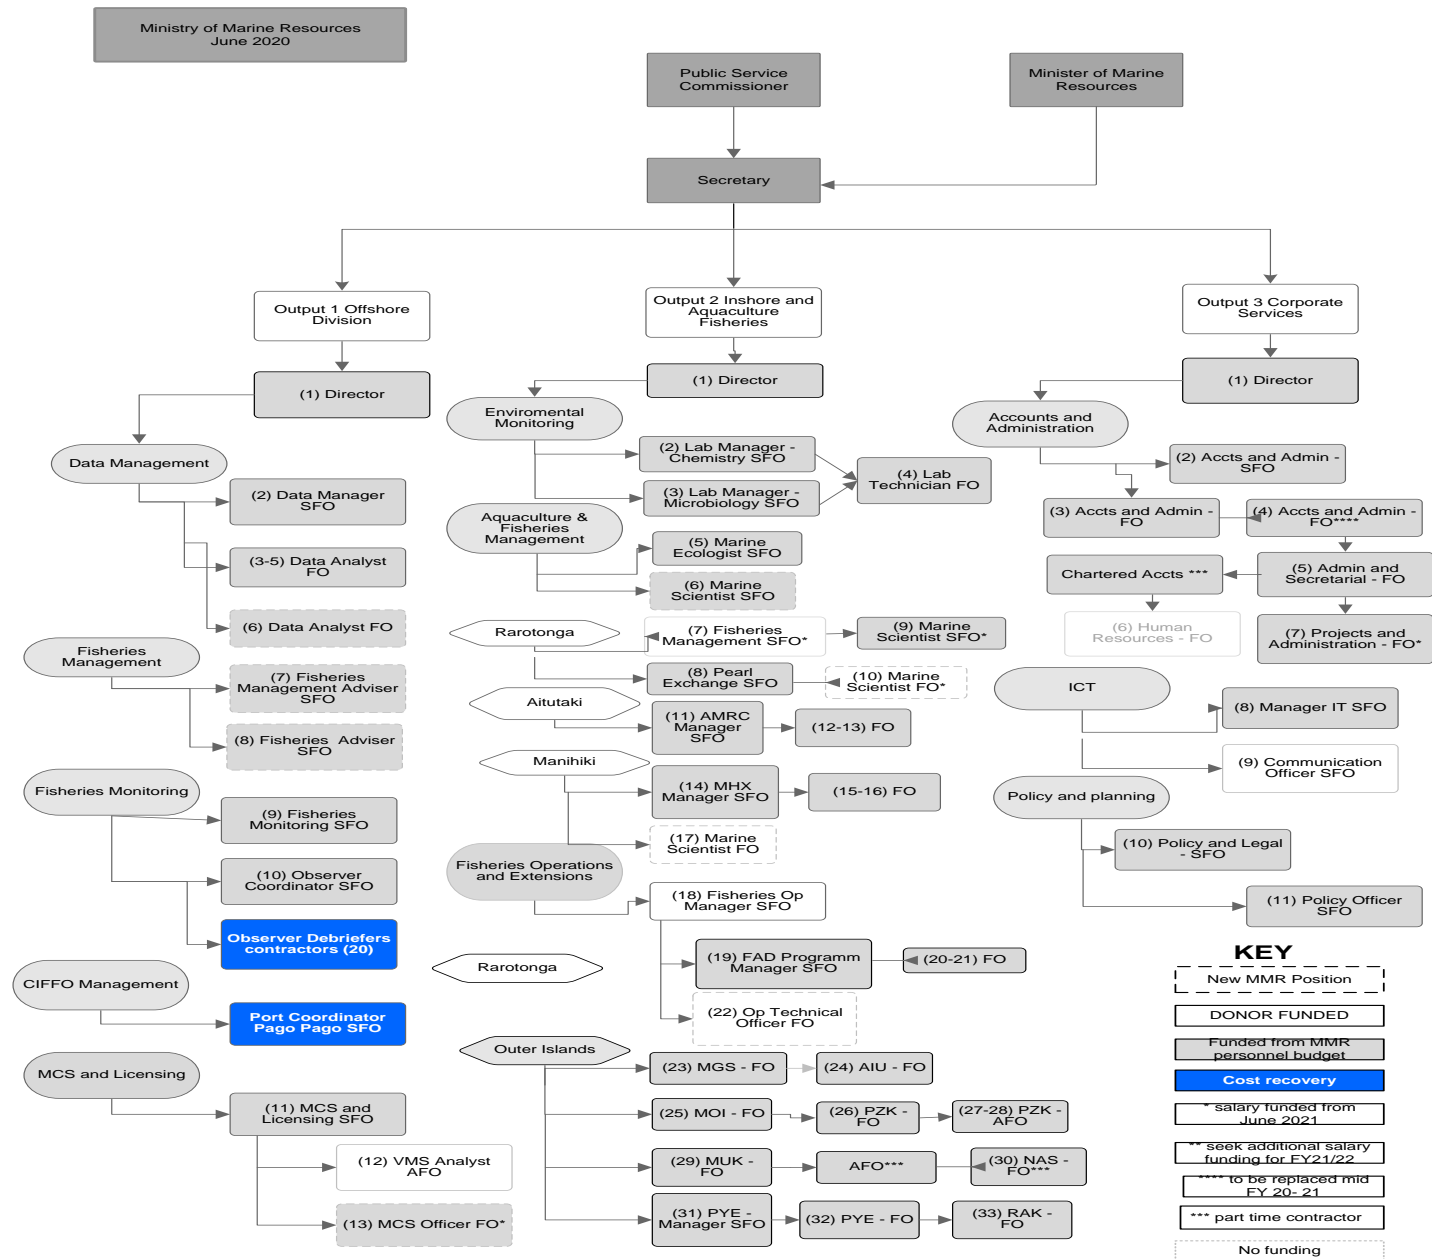 Ministry of Marine Resources
June 2020
Public Service
Commissioner
Minister of Marine
Resources
Secretary
Output 1 Offshore
Division
(1) Director
Data Management
(2) Data Manager
SFO
(3-5) Data Analyst
FO
(6) Data Analyst FO
Fisheries
Management
(7) Fisheries
Management Adviser
SFO
(8) Fisheries  Adviser
SFO
Fisheries Monitoring
(9) Fisheries
Monitoring SFO
(10) Observer
Coordinator SFO
Observer Debriefers
contractors (20)
CIFFO Management
Port Coordinator
Pago Pago SFO
MCS and Licensing
(11) MCS and
Licensing SFO
(12) VMS Analyst
AFO
(13) MCS Officer FO*
Output 2 Inshore and
Aquaculture
Fisheries
(1) Director
Enviromental
Monitoring
(2) Lab Manager -
Chemistry SFO
(3) Lab Manager -
Microbiology SFO
(4) Lab
Technician FO
Aquaculture &
Fisheries
Management
(5) Marine
Ecologist SFO
(6) Marine
Scientist SFO
Rarotonga
(7) Fisheries
Management SFO*
(9) Marine
Scientist SFO*
(8) Pearl
Exchange SFO
(10) Marine
Scientist FO*
Aitutaki
(11) AMRC
Manager
SFO
(12-13) FO
Manihiki
(14) MHX
Manager SFO
(15-16) FO
(17) Marine
Scientist FO
Fisheries Operations
and Extensions
(18) Fisheries Op
Manager SFO
Rarotonga
(19) FAD Programm
Manager SFO
(20-21) FO
(22) Op Technical
Officer FO
Outer Islands
(23) MGS - FO
(24) AIU - FO
(25) MOI - FO
(26) PZK -
FO
(27-28) PZK -
AFO
(29) MUK -
FO
AFO***
(30) NAS -
FO***
(31) PYE -
Manager SFO
(32) PYE - FO
(33) RAK -
FO
Output 3 Corporate
Services
(1) Director
Accounts and
Administration
(2) Accts and Admin -
SFO
(3) Accts and Admin -
FO
(4) Accts and Admin -
FO****
Chartered Accts ***
(5) Admin and
Secretarial - FO
(6) Human
Resources - FO
(7) Projects and
Administration - FO*
ICT
(8) Manager IT SFO
(9) Communication
Officer SFO
Policy and planning
(10) Policy and Legal
- SFO
(11) Policy Officer
SFO
KEY
New MMR Position
DONOR FUNDED
Funded from MMR
personnel budget
Cost recovery
* salary funded from
June 2021
** seek additional salary
funding for FY21/22
**** to be replaced mid
FY 20- 21
*** part time contractor
No funding